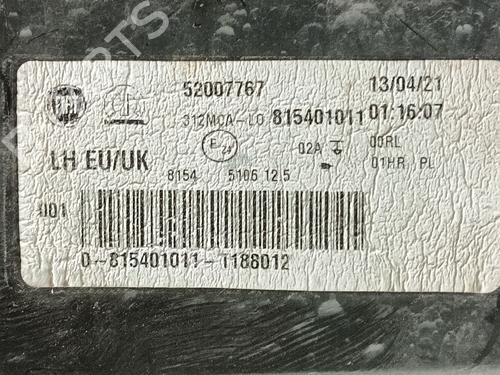 52007767 13/04/21
312MCA-LO 815401011 01:16:07
LH EU/UK 02A 00RL
8154 5106 12.5 01HR PL
001
0-815401011-1188012